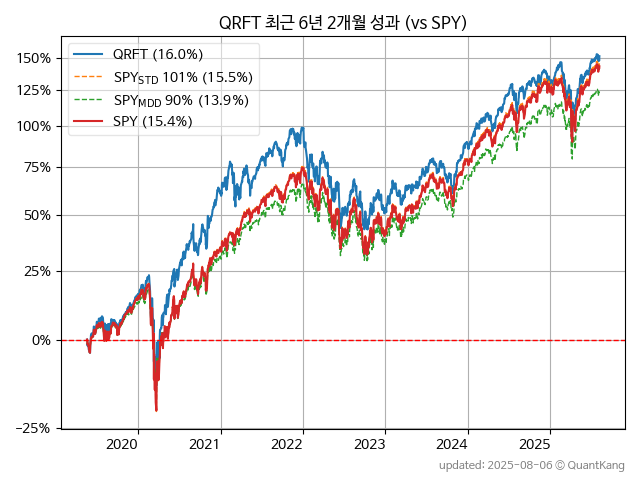 QRFT 최근 6년 2개월 성과 (vs SPY)
150%
125%
100%
75%
50%
25%
0%
−25%
QRFT (16.0%)
SPY_STD 101% (15.5%)
SPY_MDD 90% (13.9%)
SPY (15.4%)
2020
2021
2022
2023
2024
2025
updated: 2025-08-06 © QuantKang